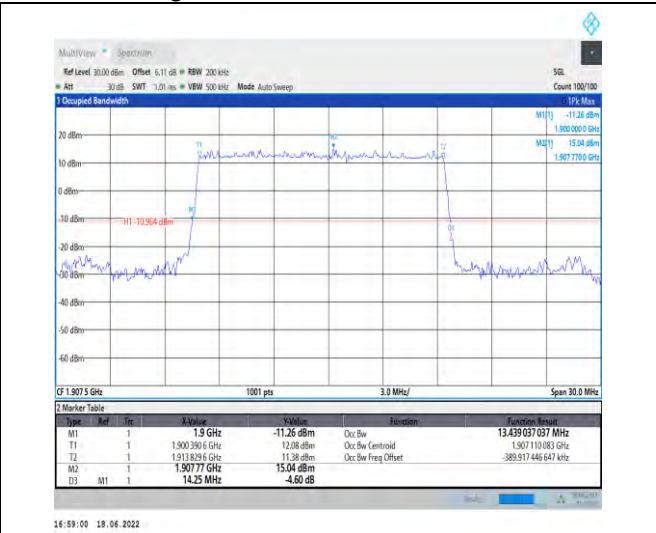 MultiView Spectrum
Ref Level 30.00 dBm Offset 6.11 dB RBW 200 kHz SGL
Att 30 dB SWT 1.01 ms VBW 500 kHz Mode Auto Sweep Count 100/100
1 Occupied Bandwidth 1Pk Max
M1[1] -11.26 dBm
1.900 000 0 GHz
M2[1] 15.04 dBm
1.907 770 0 GHz
20 dBm
T1
T2
10 dBm
0 dBm
-10 dBm
H1 -10.964 dBm
-20 dBm
-30 dBm
-40 dBm
-50 dBm
-60 dBm
CF 1.907 5 GHz 1001 pts 3.0 MHz/ Span 30.0 MHz
2 Marker Table
Type Ref Trc X-Value Y-Value Function Function Result
M1 1 1.9 GHz -11.26 dBm Occ Bw 13.439 037 037 MHz
T1 1 1.900 390 6 GHz 12.08 dBm Occ Bw Centroid 1.907 110 083 GHz
T2 1 1.913 829 6 GHz 11.38 dBm Occ Bw Freq Offset -389.917 446 647 kHz
M2 1 1.907 77 GHz 15.04 dBm
D3 M1 1 14.25 MHz -4.60 dB
16:59:00 18.06.2022